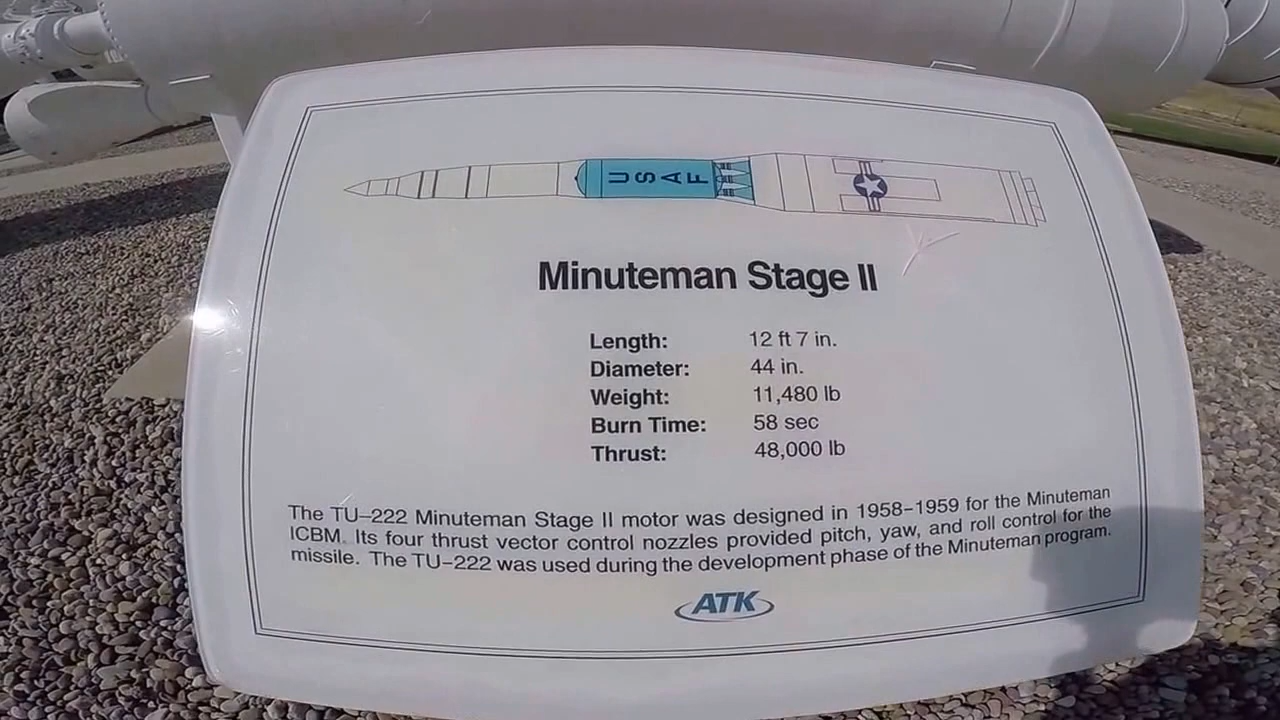 USAF
Minuteman Stage II
Length: 12 ft 7 in.
Diameter: 44 in.
Weight: 11,480 lb
Burn Time: 58 sec
Thrust: 48,000 lb
The TU–222 Minuteman Stage II motor was designed in 1958–1959 for the Minuteman
ICBM. Its four thrust vector control nozzles provided pitch, yaw, and roll control for the
missile. The TU–222 was used during the development phase of the Minuteman program.
ATK